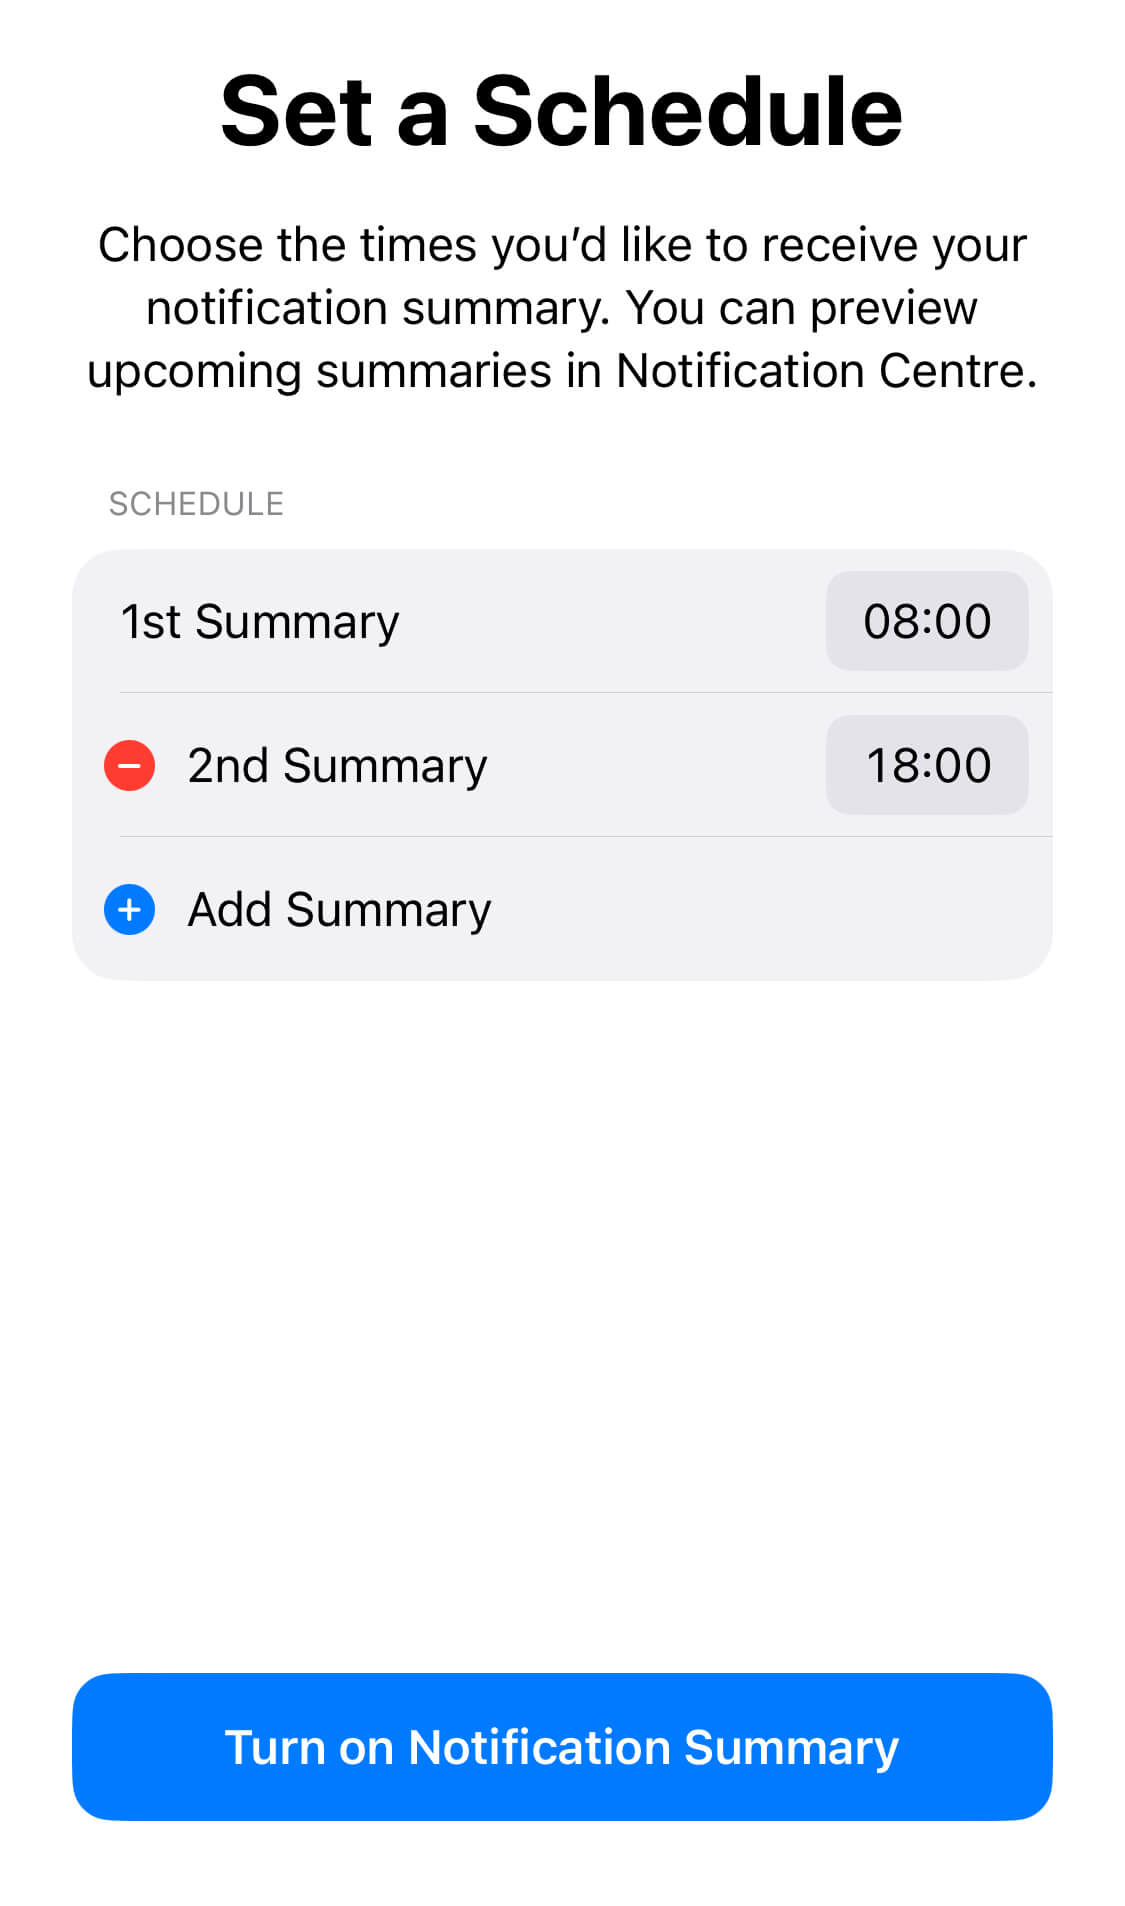 Set a Schedule
Choose the times you’d like to receive your
notification summary. You can preview
upcoming summaries in Notification Centre.
SCHEDULE
1st Summary 08:00
2nd Summary 18:00
Add Summary
Turn on Notification Summary